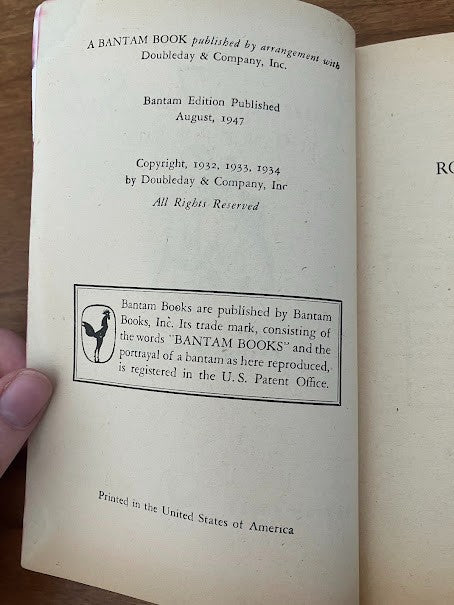 A BANTAM BOOK published by arrangement with
Doubleday & Company, Inc.
Bantam Edition Published
August, 1947
Copyright, 1932, 1933, 1934
by Doubleday & Company, Inc
All Rights Reserved
Bantam Books are published by Bantam
Books, Inc. Its trade mark, consisting of
the words "BANTAM BOOKS" and the
portrayal of a bantam as here reproduced,
is registered in the U. S. Patent Office.
Printed in the United States of America
RO